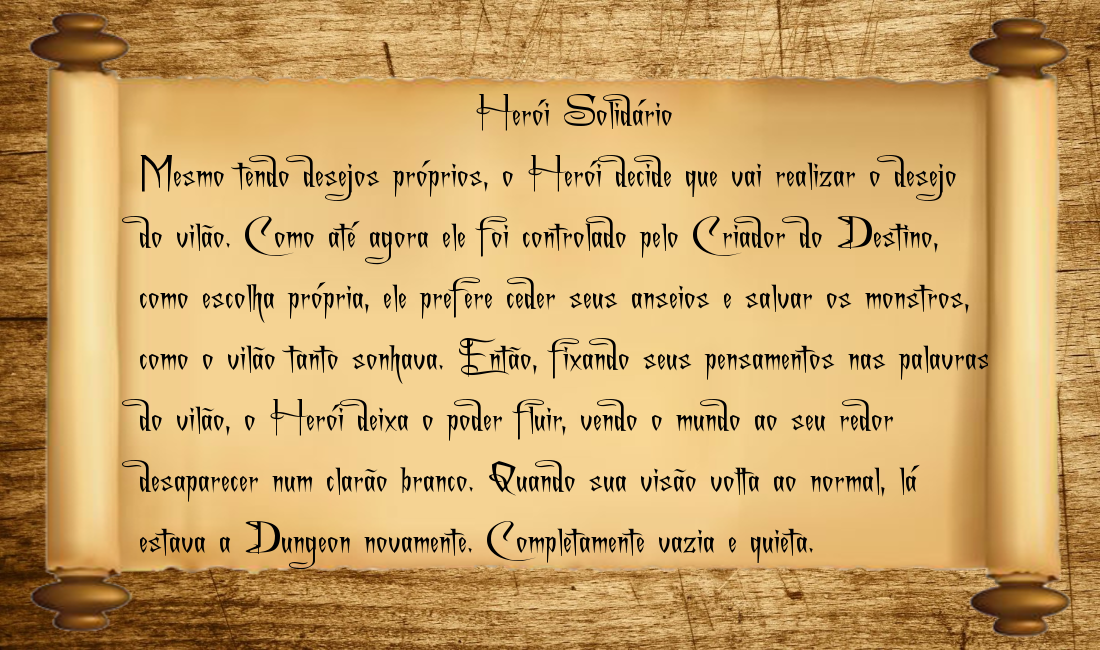 Herói Solidário
Mesmo tendo desejos próprios, o Herói decide que vai realizar o desejo
do vilão. Como até agora ele foi controlado pelo Criador do Destino,
como escolha própria, ele prefere ceder seus anseios e salvar os monstros,
como o vilão tanto sonhava. Então, fixando seus pensamentos nas palavras
do vilão, o Herói deixa o poder fluir, vendo o mundo ao seu redor
desaparecer num clarão branco. Quando sua visão volta ao normal, lá
estava a Dungeon novamente. Completamente vazia e quieta.